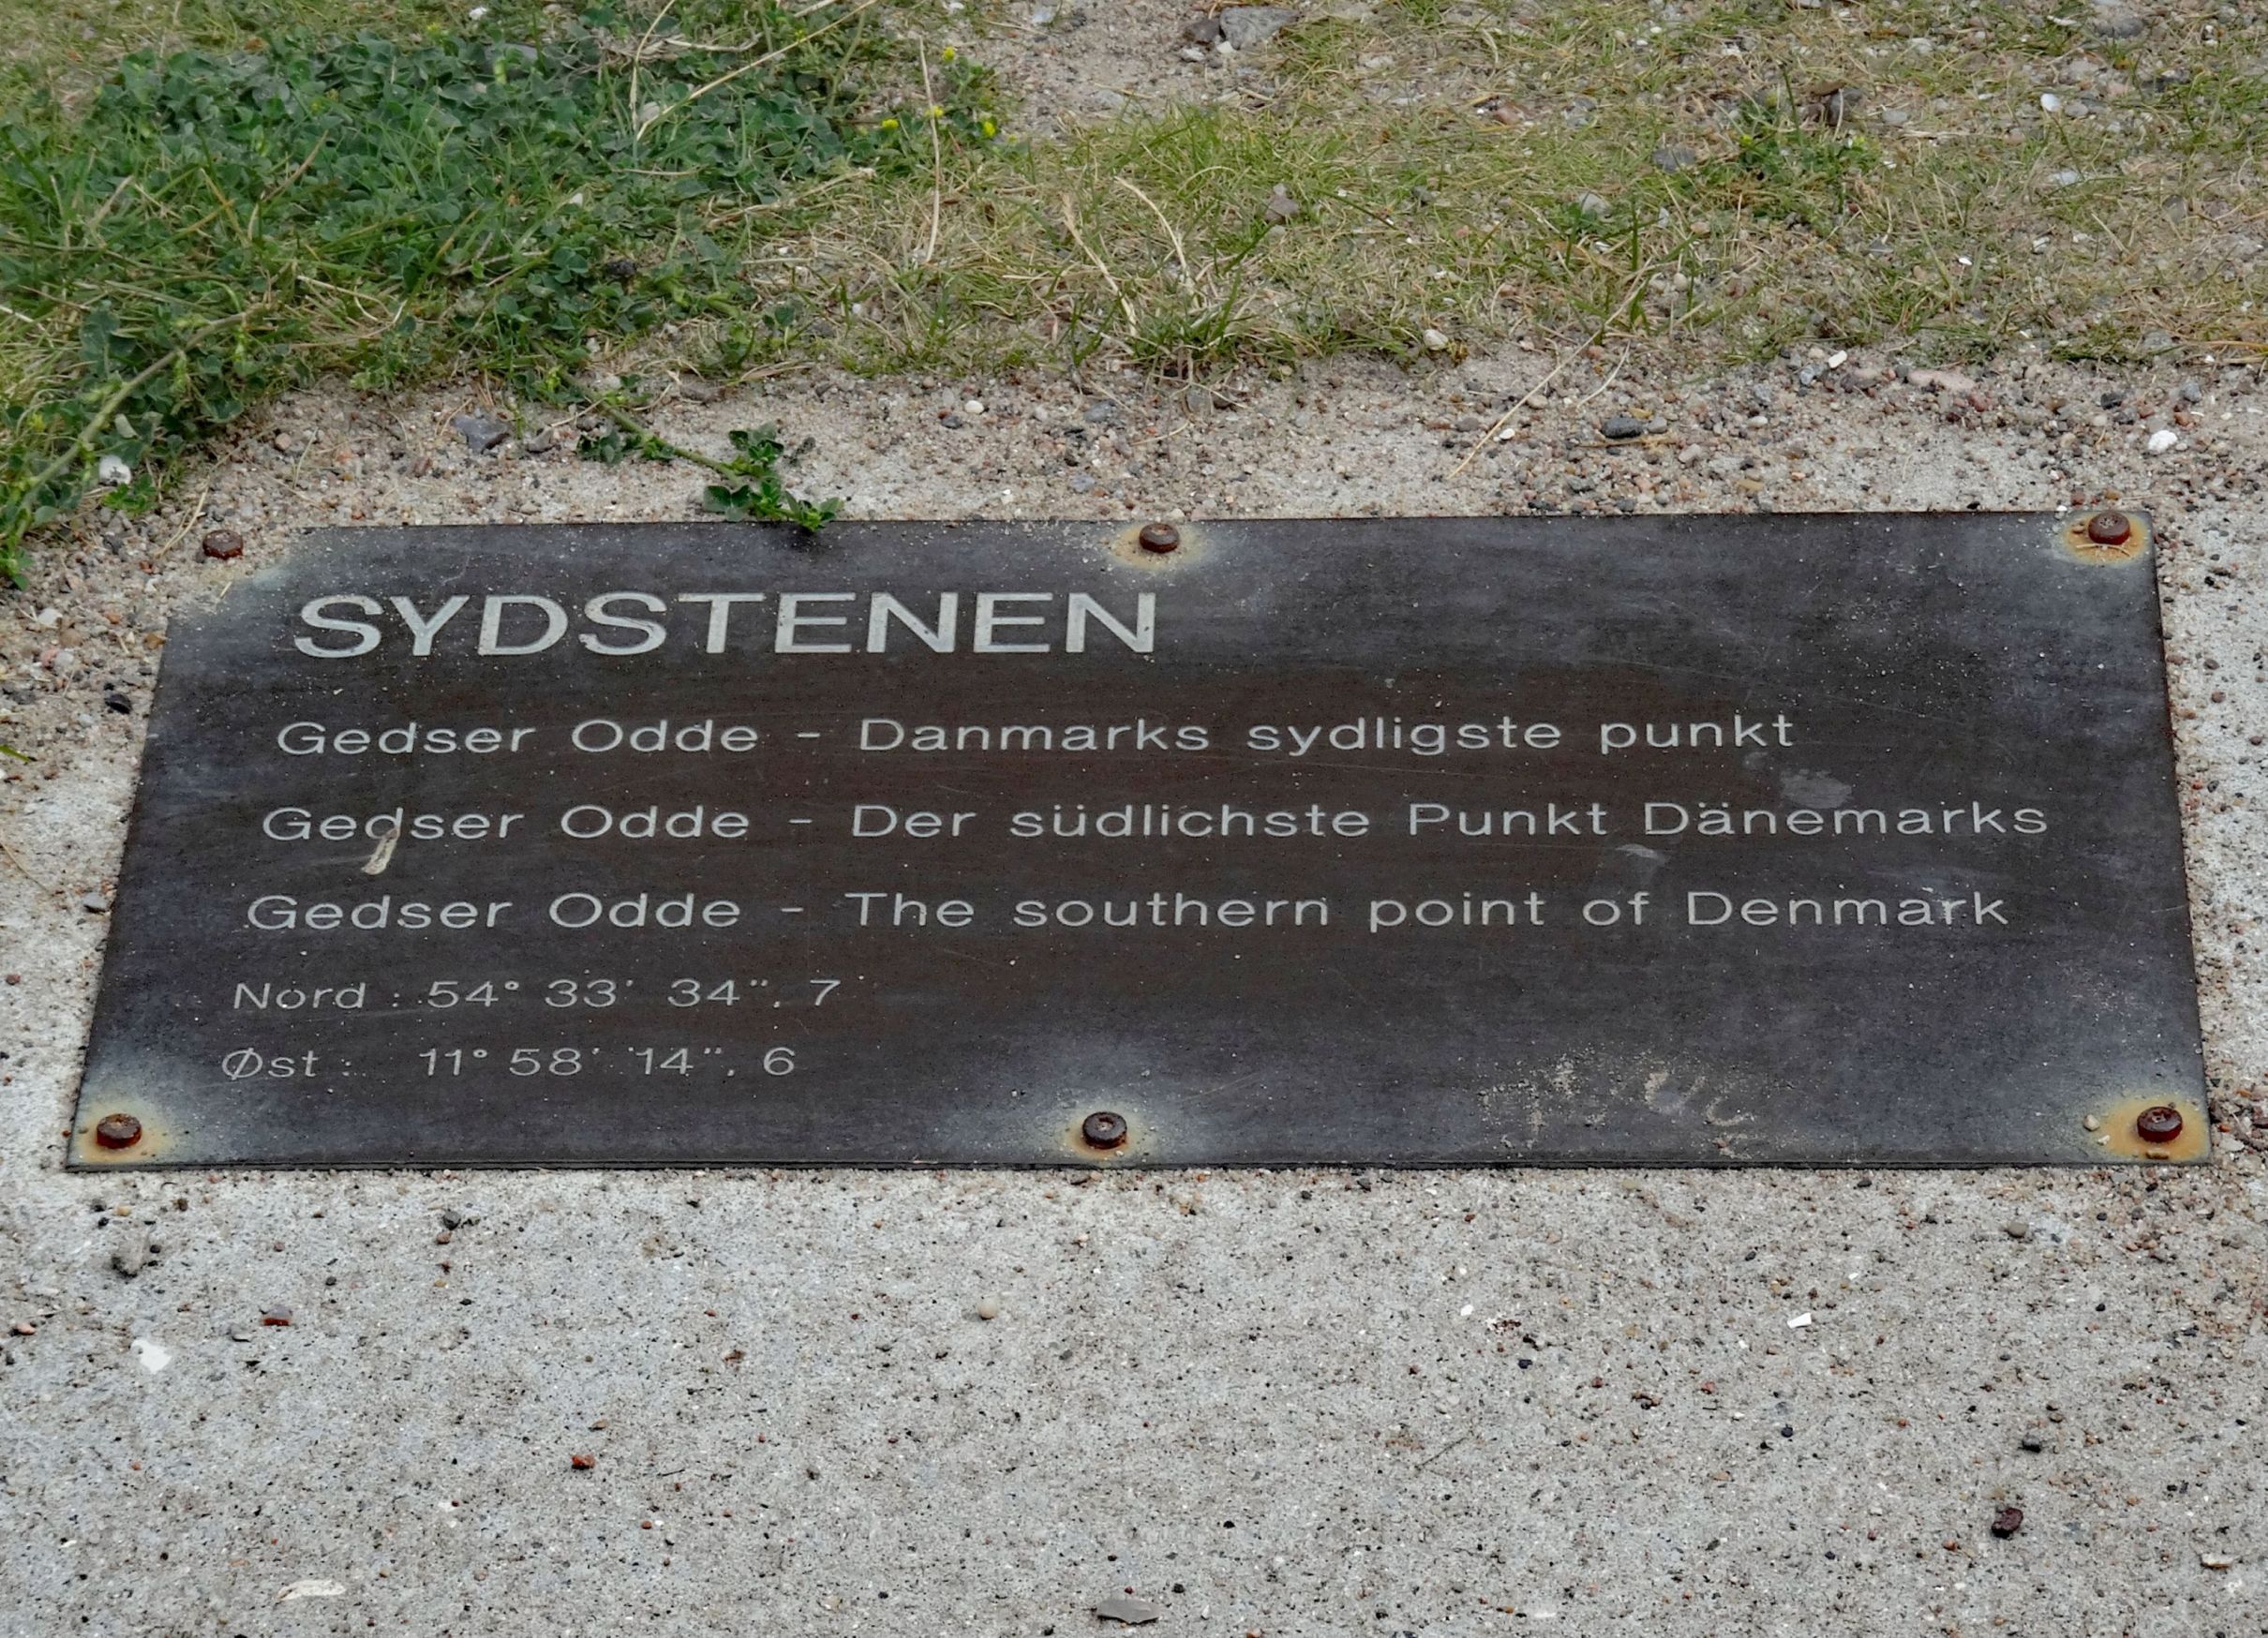 SYDSTENEN
Gedser Odde - Danmarks sydligste punkt
Gedser Odde - Der südlichste Punkt Dänemarks
Gedser Odde - The southern point of Denmark
Nord : 54° 33' 34", 7
Øst : 11° 58' 14", 6